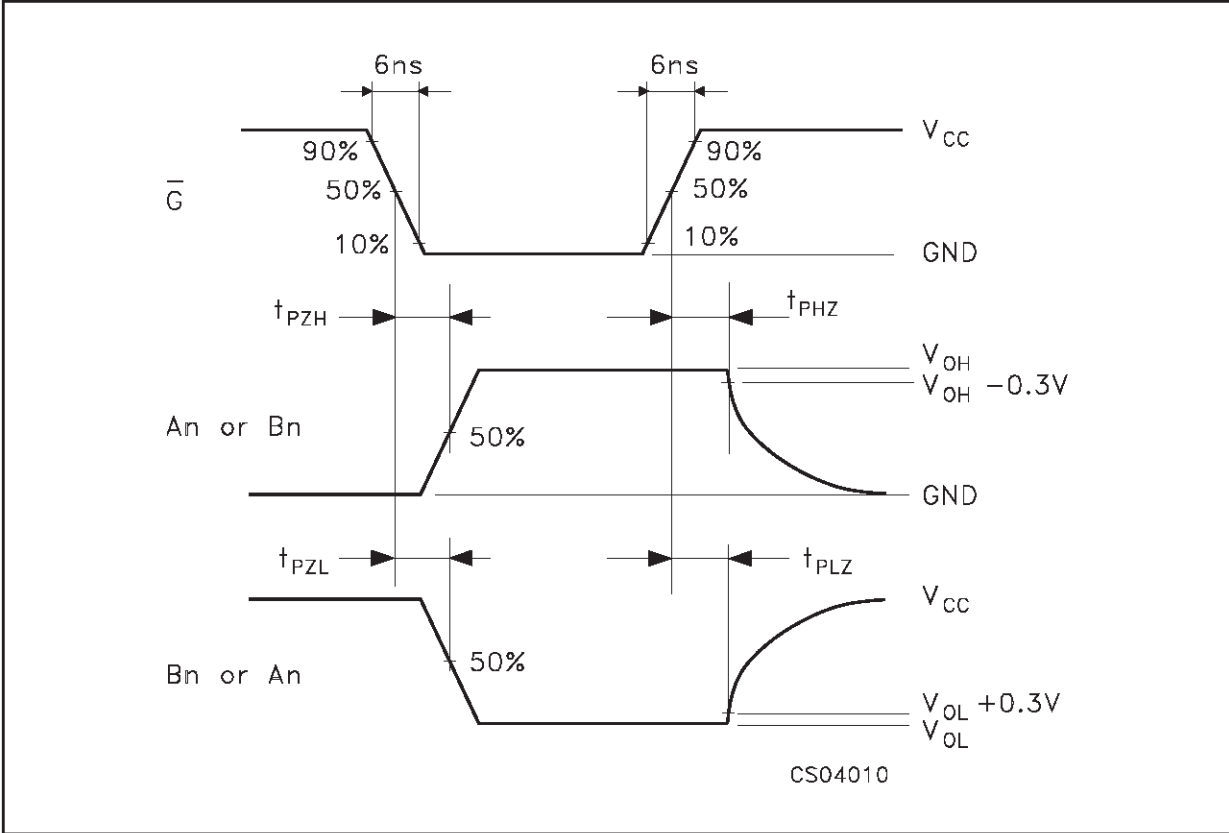 6ns 6ns
90% 90% V_CC
G̅ 50% 50%
10% 10% GND
t_PZH t_PHZ
V_OH
V_OH −0.3V
An or Bn 50%
GND
t_PZL t_PLZ
V_CC
Bn or An 50%
V_OL +0.3V
V_OL
CS04010